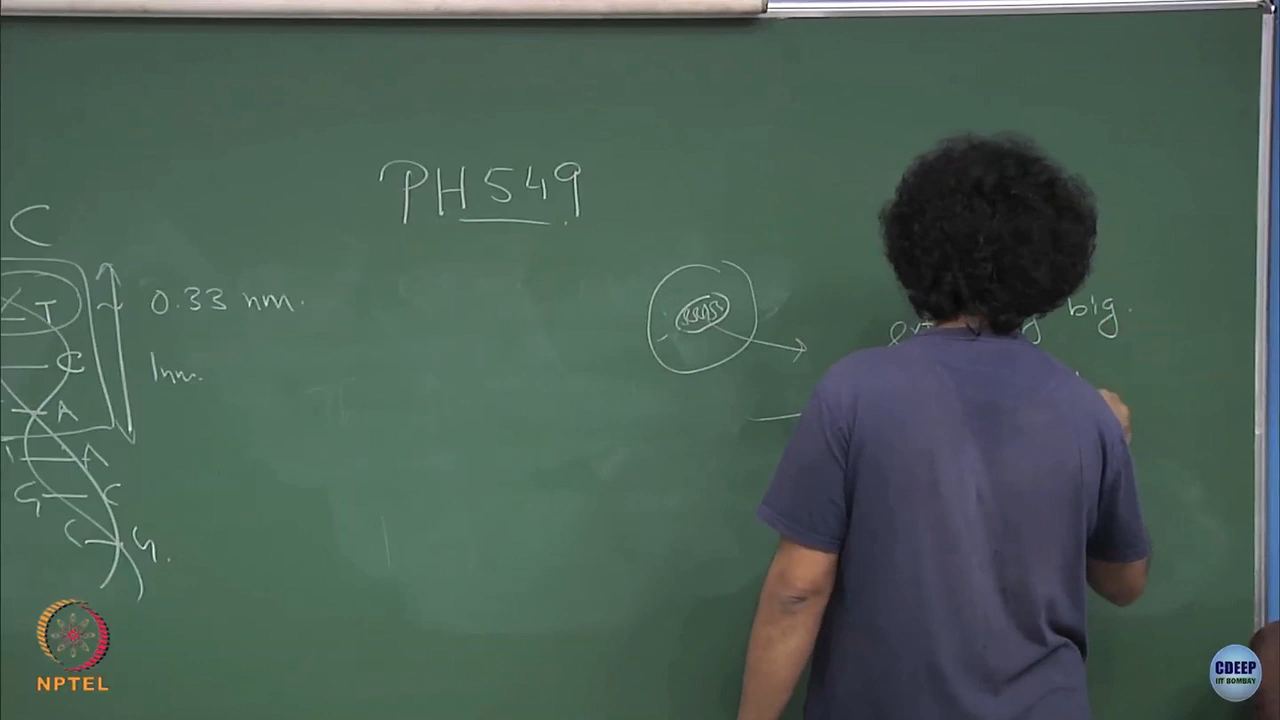 PH549
C
T
0.33 nm.
C
1nm.
A
A
G C
C G.
big.
NPTEL
CDEEP
IIT BOMBAY